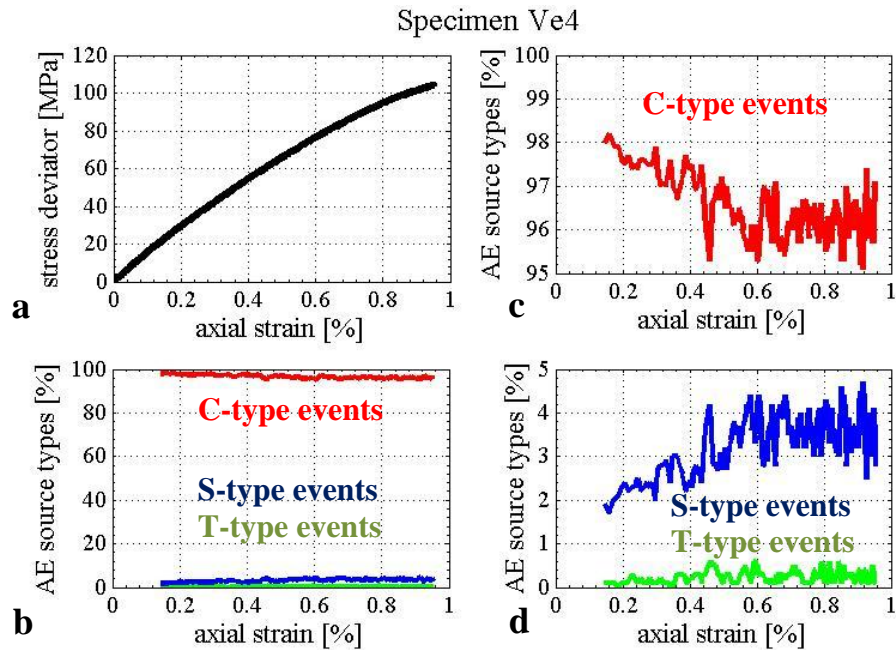 Specimen Ve4
120
100
80
60
40
20
0
stress deviator [MPa]
0
0.2
0.4
0.6
0.8
1
axial strain [%]
a
100
99
98
97
96
95
AE source types [%]
C-type events
0.2
0.4
0.6
0.8
1
axial strain [%]
c
100
80
60
40
20
0
AE source types [%]
C-type events
S-type events
T-type events
0
0.2
0.4
0.6
0.8
1
axial strain [%]
b
5
4
3
2
1
0
AE source types [%]
S-type events
T-type events
0.2
0.4
0.6
0.8
1
axial strain [%]
d